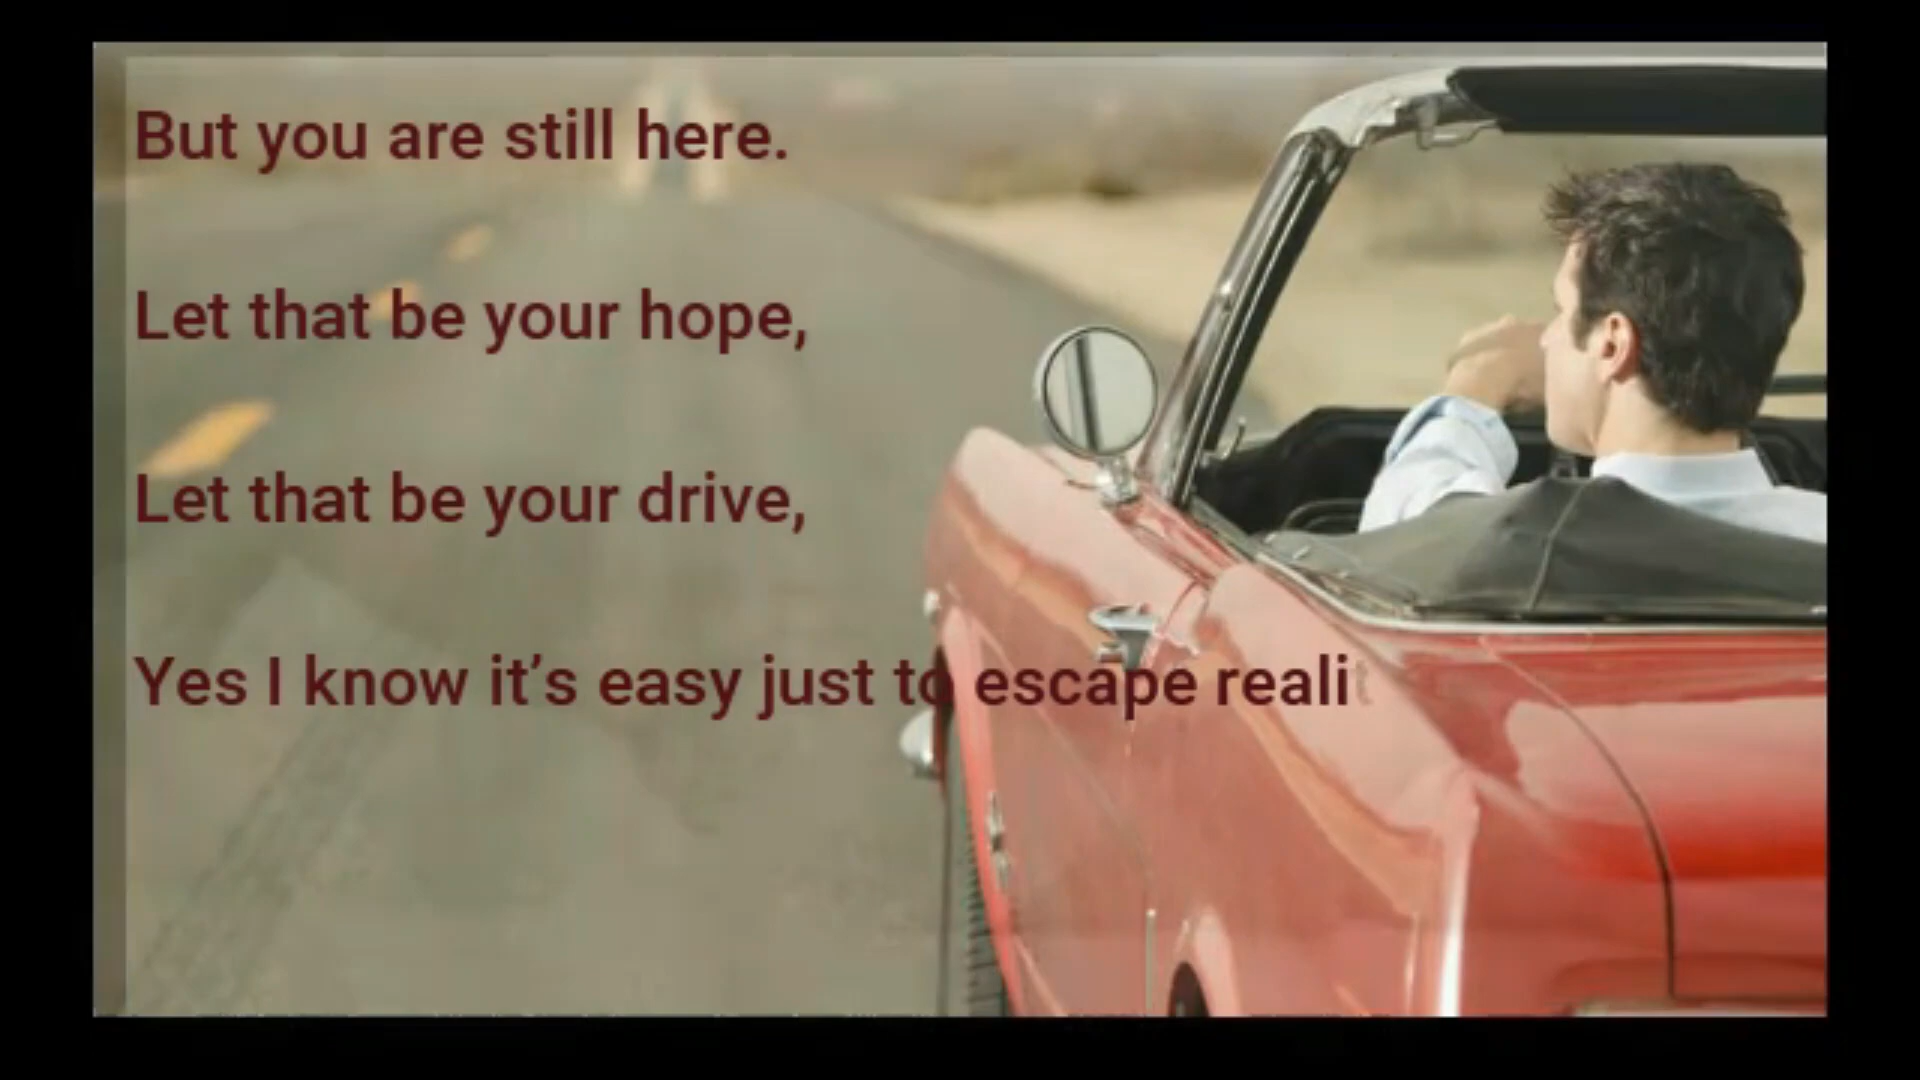 But you are still here.
Let that be your hope,
Let that be your drive,
Yes I know it’s easy just to escape realit